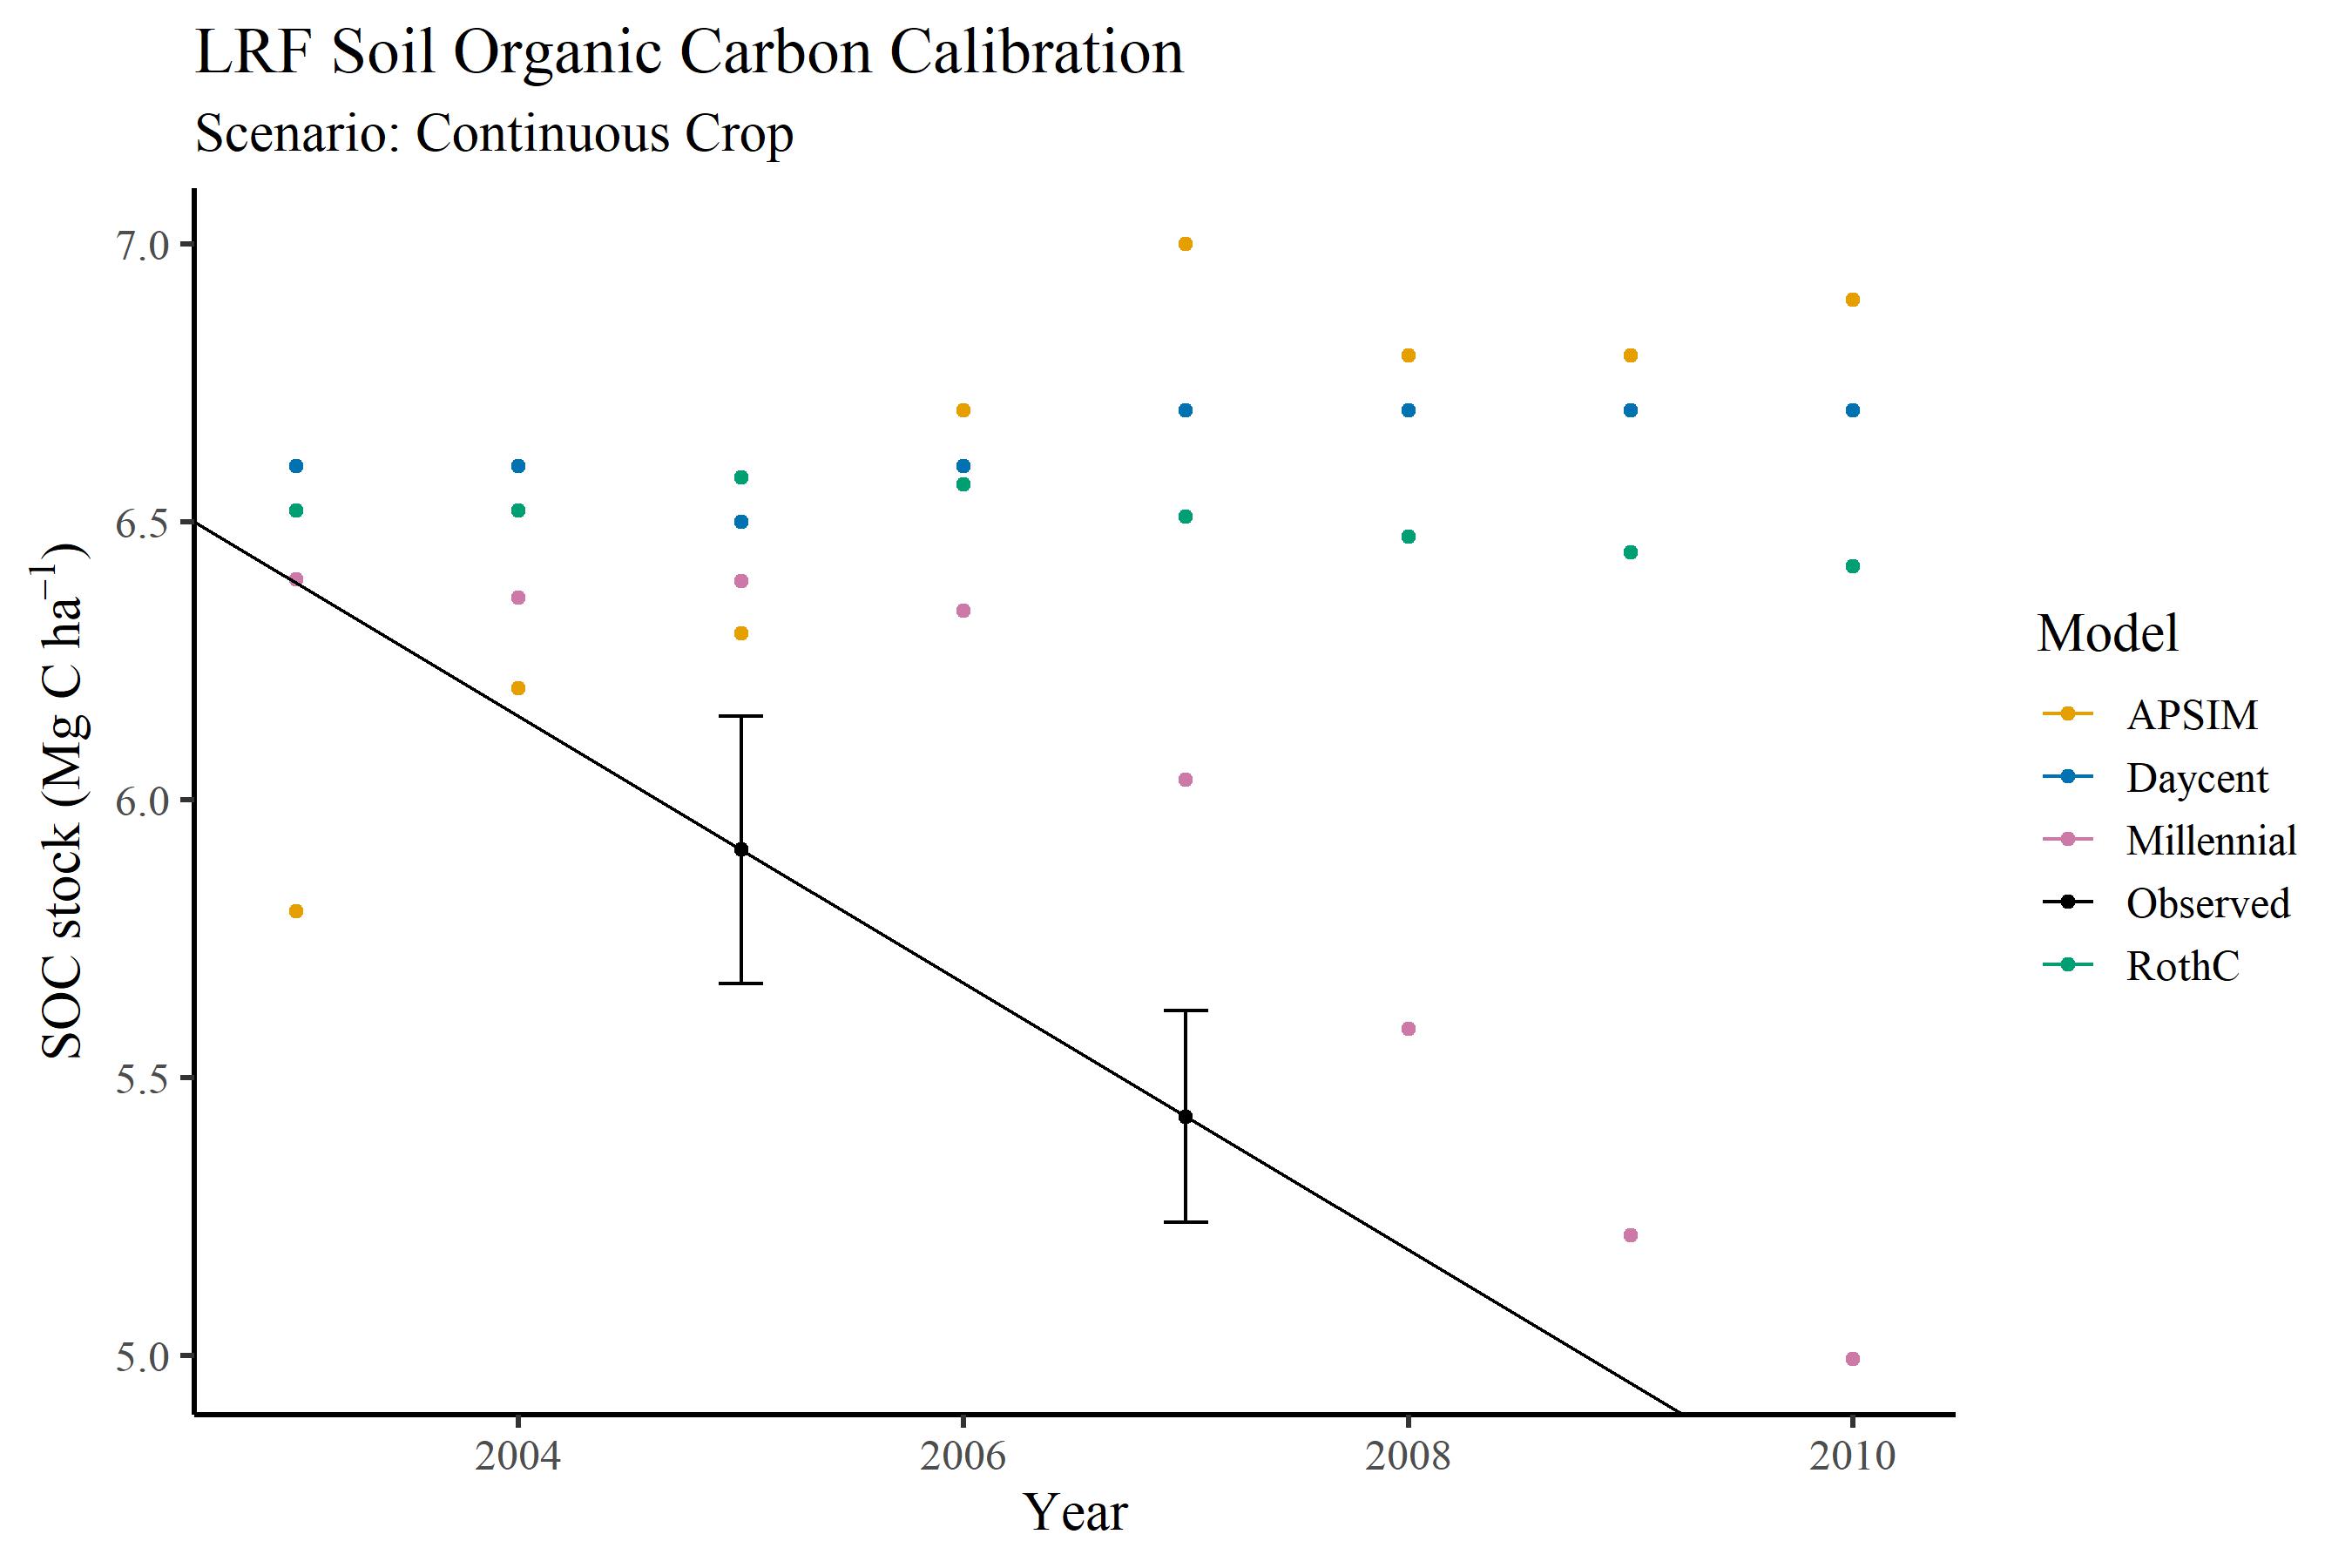 LRF Soil Organic Carbon Calibration
Scenario: Continuous Crop
SOC stock (Mg C ha⁻¹)
7.0
6.5
6.0
5.5
5.0
2004 2006 2008 2010
Year
Model
APSIM
Daycent
Millennial
Observed
RothC